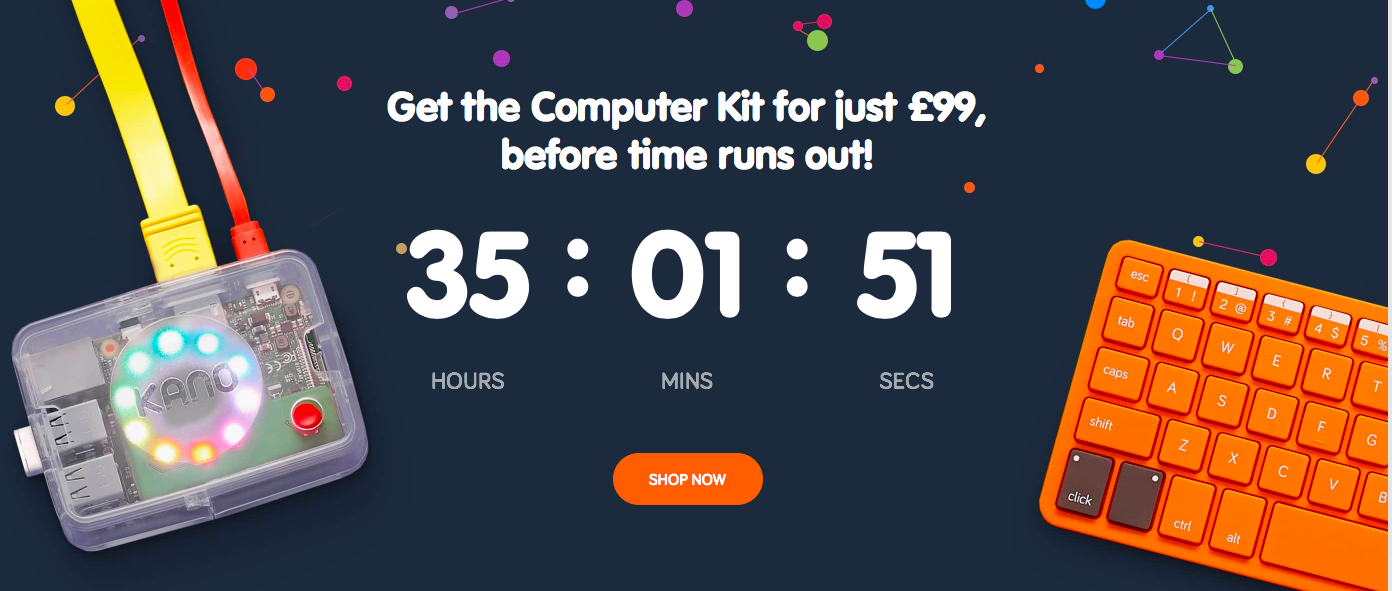 Get the Computer Kit for just £99,
before time runs out!
35 : 01 : 51
HOURS MINS SECS
SHOP NOW
KANO
esc
1 !
2 @
3 #
4 $
5 %
tab Q W E R T
caps A S D F G
shift Z X C V B
click ctrl alt